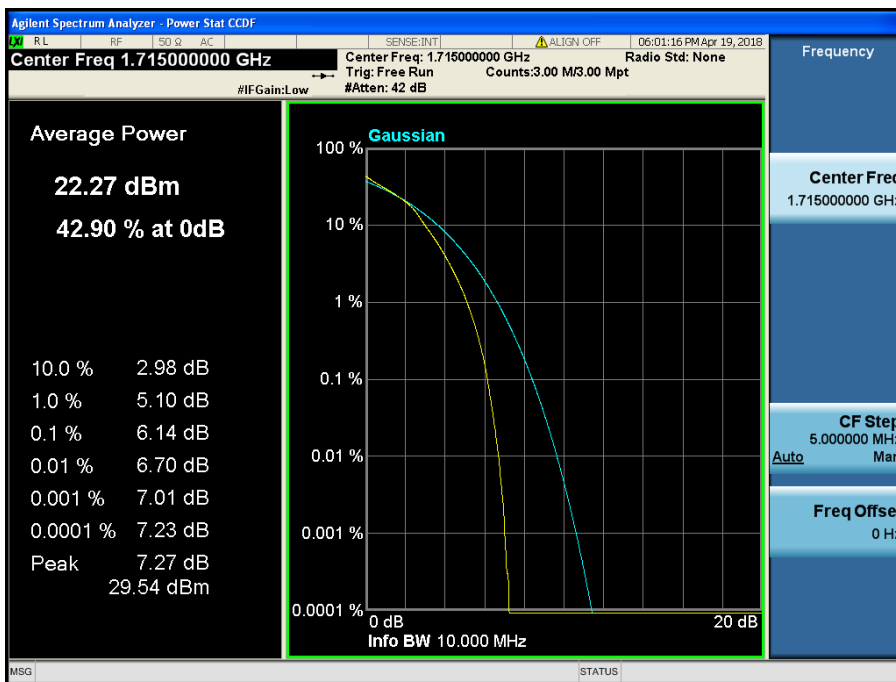 Agilent Spectrum Analyzer - Power Stat CCDF
LXI RL RF 50 Ω AC SENSE:INT ALIGN OFF 06:01:16 PM Apr 19, 2018
Center Freq 1.715000000 GHz
Center Freq: 1.715000000 GHz Radio Std: None
Trig: Free Run Counts:3.00 M/3.00 Mpt
#IFGain:Low #Atten: 42 dB
Average Power
22.27 dBm
42.90 % at 0dB
10.0 % 2.98 dB
1.0 % 5.10 dB
0.1 % 6.14 dB
0.01 % 6.70 dB
0.001 % 7.01 dB
0.0001 % 7.23 dB
Peak 7.27 dB
29.54 dBm
Gaussian
100 %
10 %
1 %
0.1 %
0.01 %
0.001 %
0.0001 %
0 dB 20 dB
Info BW 10.000 MHz
Frequency
Center Freq
1.715000000 GHz
CF Step
5.000000 MHz
Auto Man
Freq Offset
0 Hz
MSG STATUS